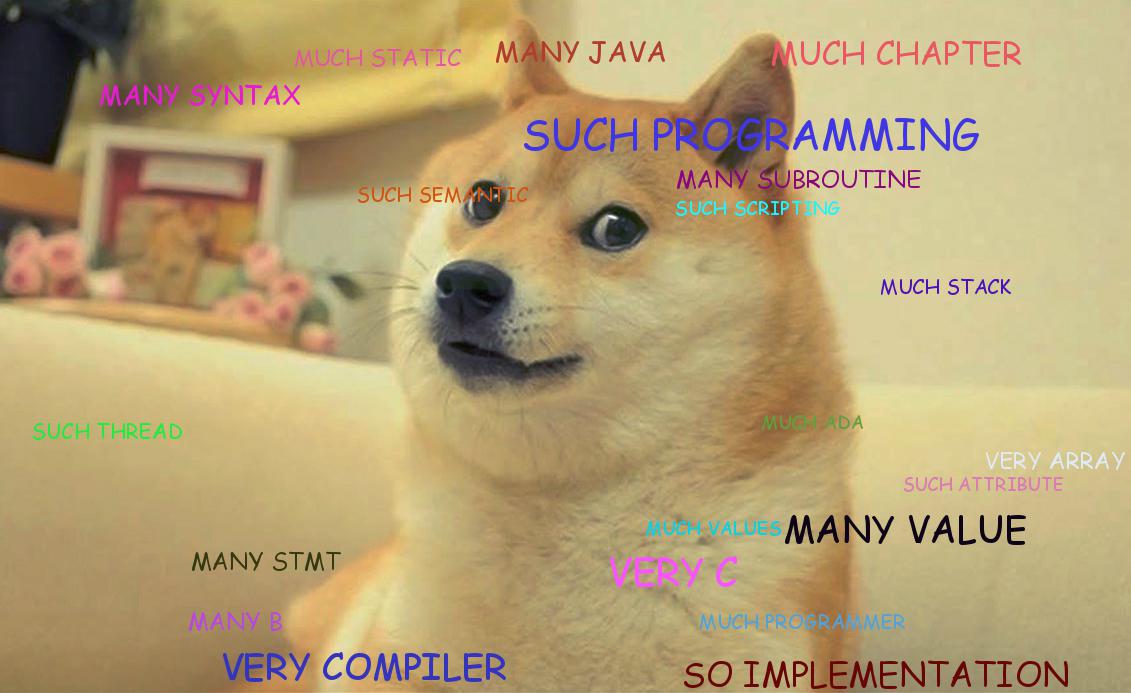 MUCH STATIC
MANY JAVA
MUCH CHAPTER
MANY SYNTAX
SUCH PROGRAMMING
MANY SUBROUTINE
SUCH SEMANTIC
SUCH SCRIPTING
MUCH STACK
MUCH ADA
SUCH THREAD
VERY ARRAY
SUCH ATTRIBUTE
MUCH VALUES
MANY VALUE
MANY STMT
VERY C
MANY B
MUCH PROGRAMMER
VERY COMPILER
SO IMPLEMENTATION